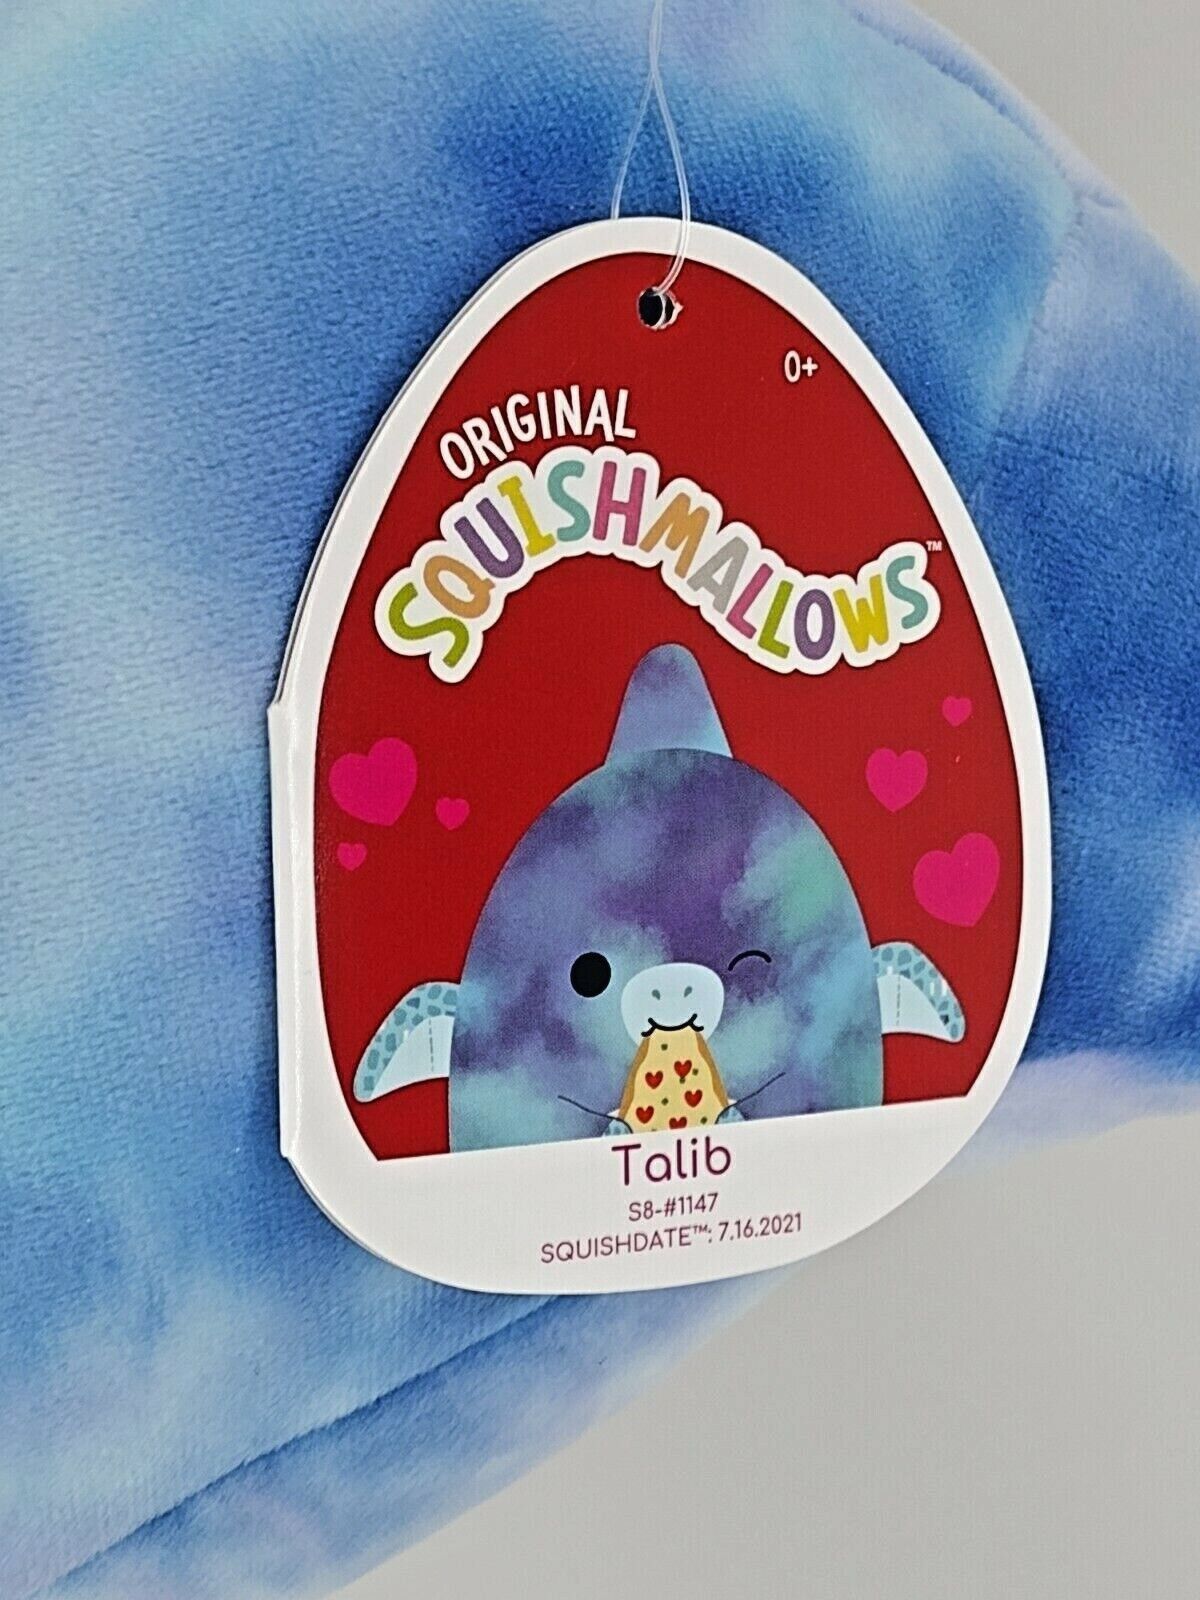 0+
ORIGINAL
SQUISHMALLOWS™
Talib
S8-#1147
SQUISHDATE™: 7.16.2021